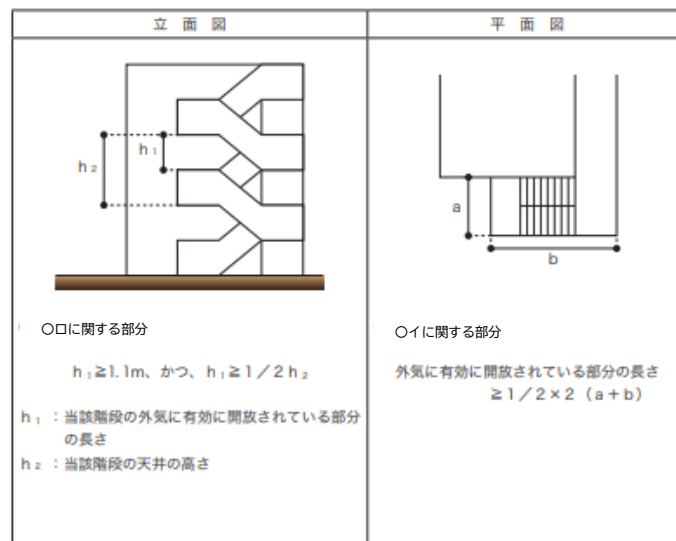 立面図
平面図
h₁
h₂
a
b
〇ロに関する部分
h₁≧1.1m、かつ、h₁≧1／2h₂
h₁：当該階段の外気に有効に開放されている部分
の長さ
h₂：当該階段の天井の高さ
〇イに関する部分
外気に有効に開放されている部分の長さ
≧1／2×2（a＋b）